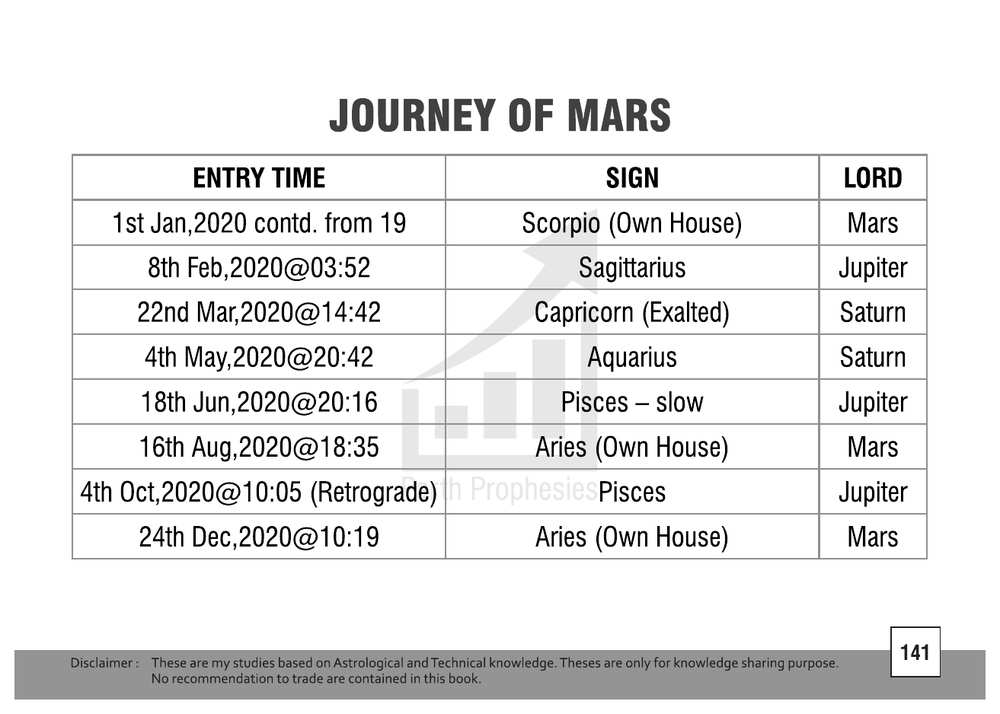 JOURNEY OF MARS
ENTRY TIME SIGN LORD
1st Jan,2020 contd. from 19 Scorpio (Own House) Mars
8th Feb,2020@03:52 Sagittarius Jupiter
22nd Mar,2020@14:42 Capricorn (Exalted) Saturn
4th May,2020@20:42 Aquarius Saturn
18th Jun,2020@20:16 Pisces – slow Jupiter
16th Aug,2020@18:35 Aries (Own House) Mars
4th Oct,2020@10:05 (Retrograde) Pisces Jupiter
24th Dec,2020@10:19 Aries (Own House) Mars
Prophesies
Disclaimer : These are my studies based on Astrological and Technical knowledge. Theses are only for knowledge sharing purpose.
No recommendation to trade are contained in this book.
141